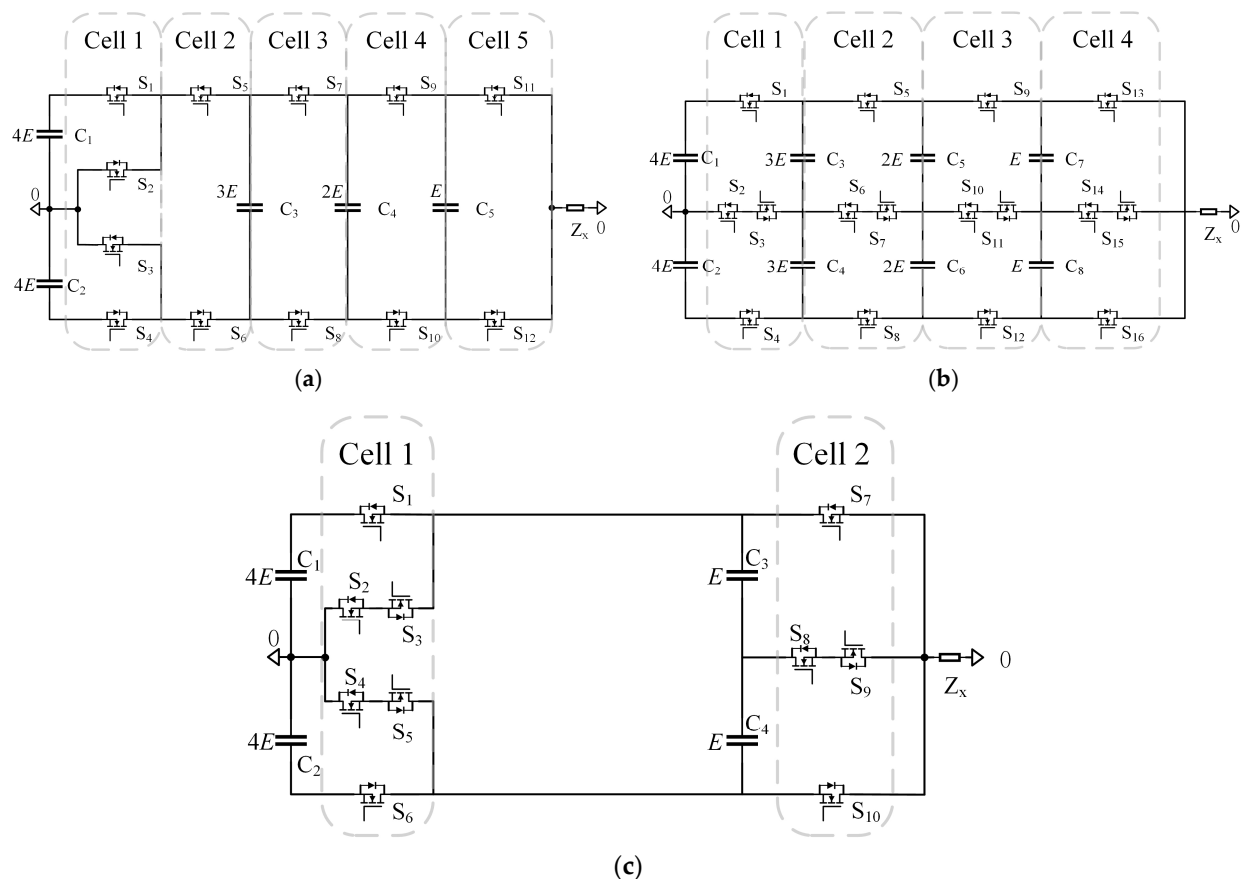 Cell 1 Cell 2 Cell 3 Cell 4 Cell 5
S1 S5 S7 S9 S11
4E C1
S2
0 3E C3 2E C4 E C5
Zx 0
S3
4E C2
S4 S6 S8 S10 S12
(a)
Cell 1 Cell 2 Cell 3 Cell 4
S1 S5 S9 S13
4E C1 3E C3 2E C5 E C7
0 S2 S6 S10 S14
S3 S7 S11 S15 Zx 0
4E C2 3E C4 2E C6 E C8
S4 S8 S12 S16
(b)
Cell 1 Cell 2
S1 S7
4E C1 E C3
S2
S3
0 S8 0
S9 Zx
S4
S5
4E C2 E C4
S6 S10
(c)